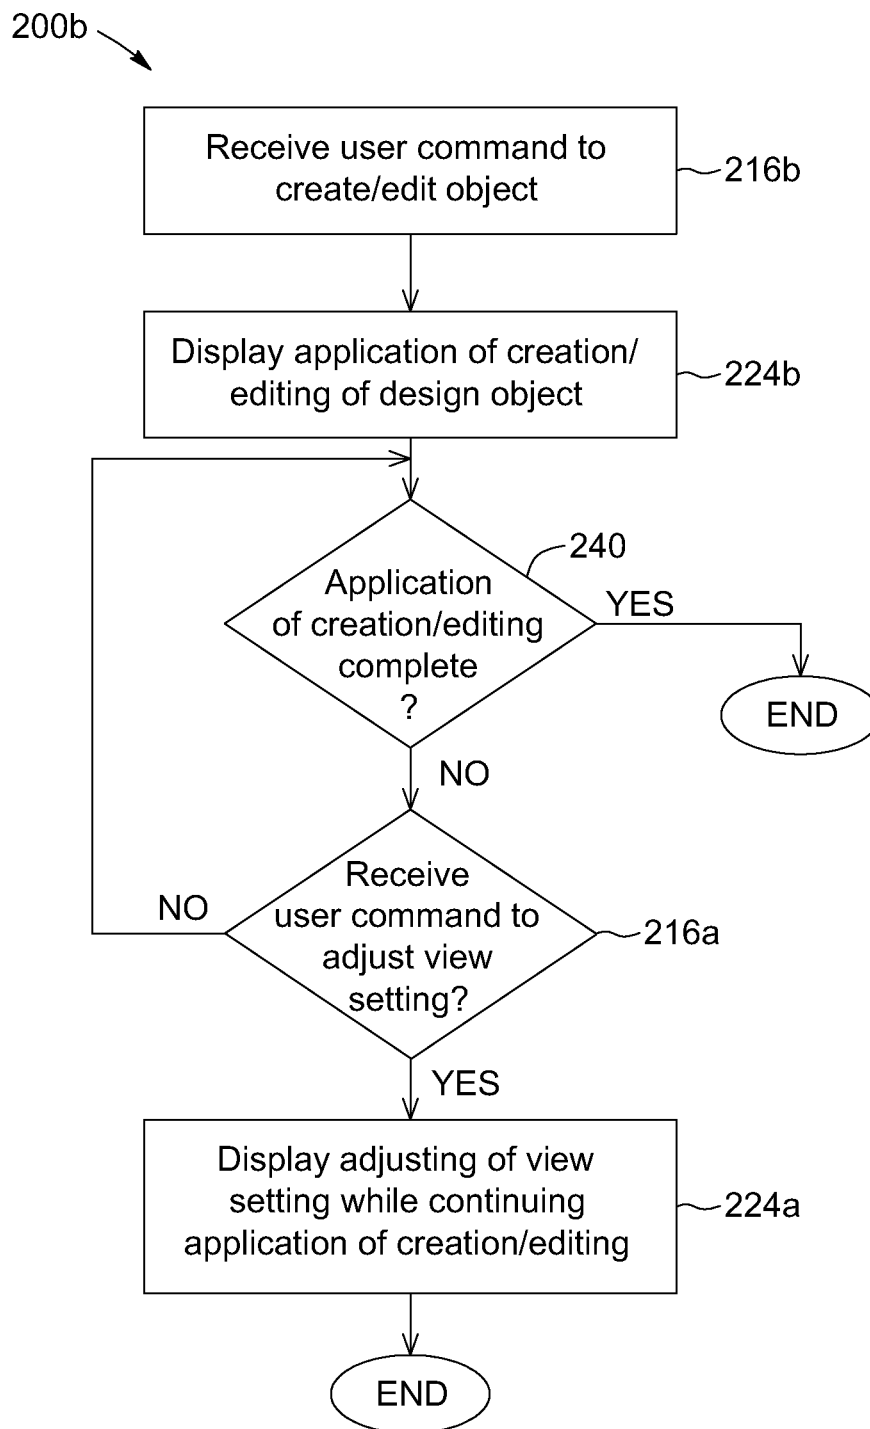 200b
Receive user command to
create/edit object
216b
Display application of creation/
editing of design object
224b
240
Application
of creation/editing
complete
?
YES
END
NO
Receive
user command to
adjust view
setting?
NO
216a
YES
Display adjusting of view
setting while continuing
application of creation/editing
224a
END